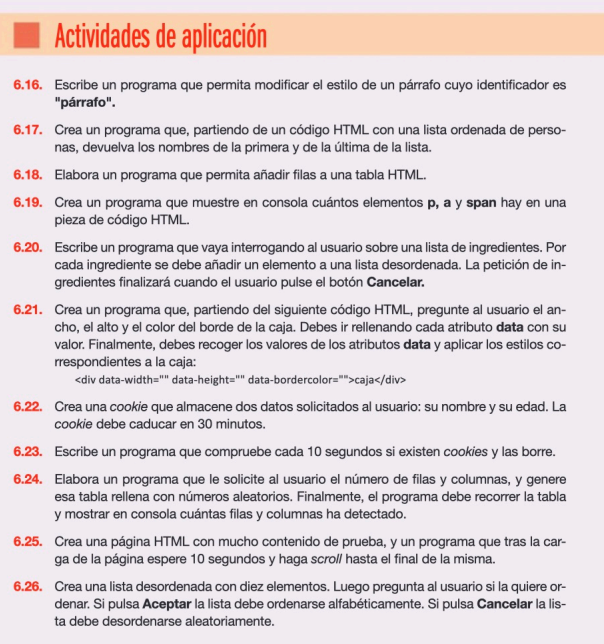 Actividades de aplicación
6.16. Escribe un programa que permita modificar el estilo de un párrafo cuyo identificador es
"párrafo".
6.17. Crea un programa que, partiendo de un código HTML con una lista ordenada de perso-
nas, devuelva los nombres de la primera y de la última de la lista.
6.18. Elabora un programa que permita añadir filas a una tabla HTML.
6.19. Crea un programa que muestre en consola cuántos elementos p, a y span hay en una
pieza de código HTML.
6.20. Escribe un programa que vaya interrogando al usuario sobre una lista de ingredientes. Por
cada ingrediente se debe añadir un elemento a una lista desordenada. La petición de in-
gredientes finalizará cuando el usuario pulse el botón Cancelar.
6.21. Crea un programa que, partiendo del siguiente código HTML, pregunte al usuario el an-
cho, el alto y el color del borde de la caja. Debes ir rellenando cada atributo data con su
valor. Finalmente, debes recoger los valores de los atributos data y aplicar los estilos co-
rrespondientes a la caja:
<div data-width="" data-height="" data-bordercolor="">caja</div>
6.22. Crea una cookie que almacene dos datos solicitados al usuario: su nombre y su edad. La
cookie debe caducar en 30 minutos.
6.23. Escribe un programa que compruebe cada 10 segundos si existen cookies y las borre.
6.24. Elabora un programa que le solicite al usuario el número de filas y columnas, y genere
esa tabla rellena con números aleatorios. Finalmente, el programa debe recorrer la tabla
y mostrar en consola cuántas filas y columnas ha detectado.
6.25. Crea una página HTML con mucho contenido de prueba, y un programa que tras la car-
ga de la página espere 10 segundos y haga scroll hasta el final de la misma.
6.26. Crea una lista desordenada con diez elementos. Luego pregunta al usuario si la quiere or-
denar. Si pulsa Aceptar la lista debe ordenarse alfabéticamente. Si pulsa Cancelar la lis-
ta debe desordenarse aleatoriamente.